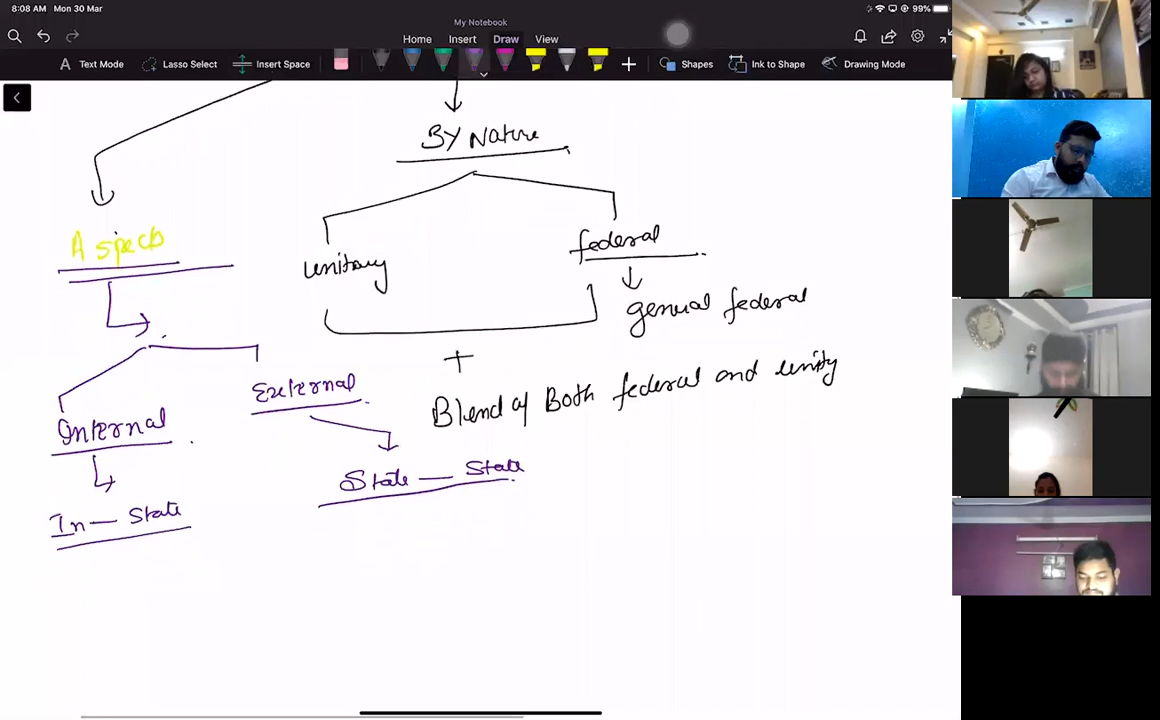 8:08 AM Mon 30 Mar
99%
My Notebook
Home Insert Draw View
Text Mode Lasso Select Insert Space Shapes Ink to Shape Drawing Mode
By Nature
Aspects
unitary
federal
general federal
+
Blend of Both federal and unity
Internal
External
In — State
State — State